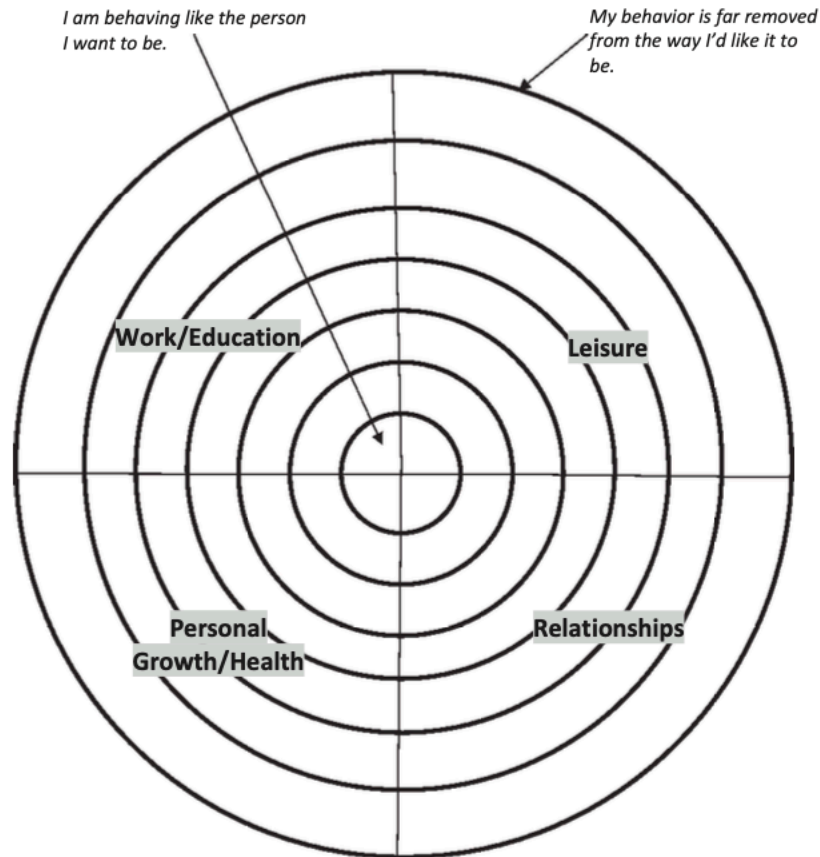 I am behaving like the person
I want to be.
My behavior is far removed
from the way I'd like it to
be.
Work/Education
Leisure
Personal
Growth/Health
Relationships